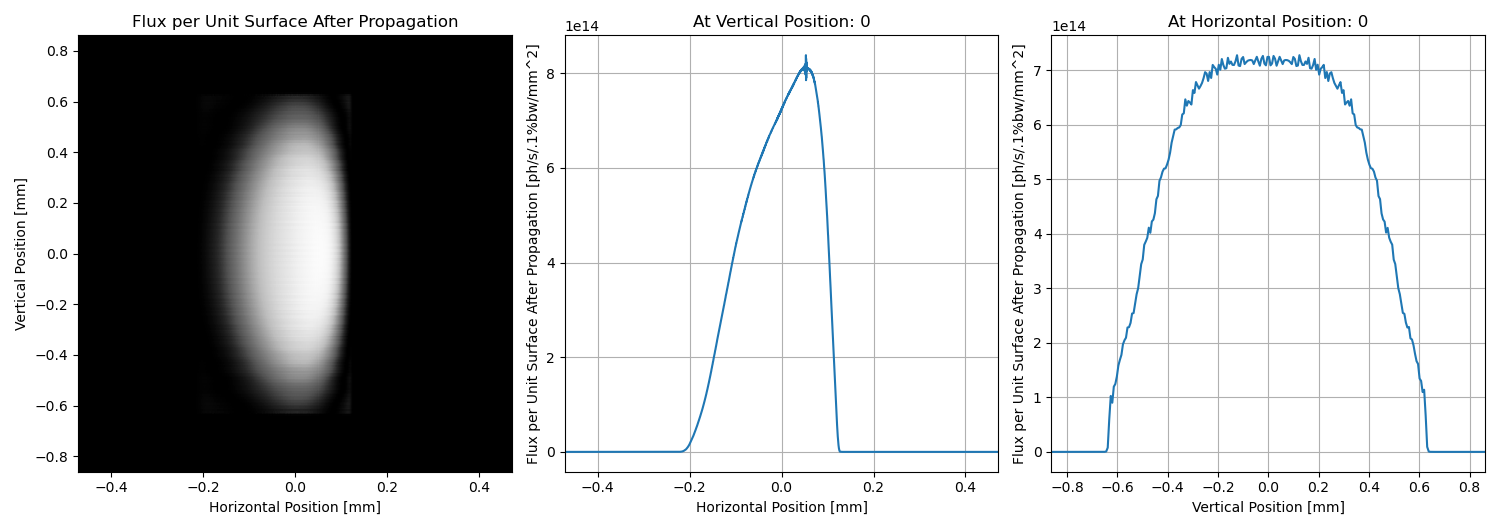 Flux per Unit Surface After Propagation
Vertical Position [mm]
0.8
0.6
0.4
0.2
0.0
−0.2
−0.4
−0.6
−0.8
−0.4 −0.2 0.0 0.2 0.4
Horizontal Position [mm]
At Vertical Position: 0
1e14
Flux per Unit Surface After Propagation [ph/s/.1%bw/mm^2]
8
6
4
2
0
−0.4 −0.2 0.0 0.2 0.4
Horizontal Position [mm]
At Horizontal Position: 0
1e14
Flux per Unit Surface After Propagation [ph/s/.1%bw/mm^2]
7
6
5
4
3
2
1
0
−0.8 −0.6 −0.4 −0.2 0.0 0.2 0.4 0.6 0.8
Vertical Position [mm]